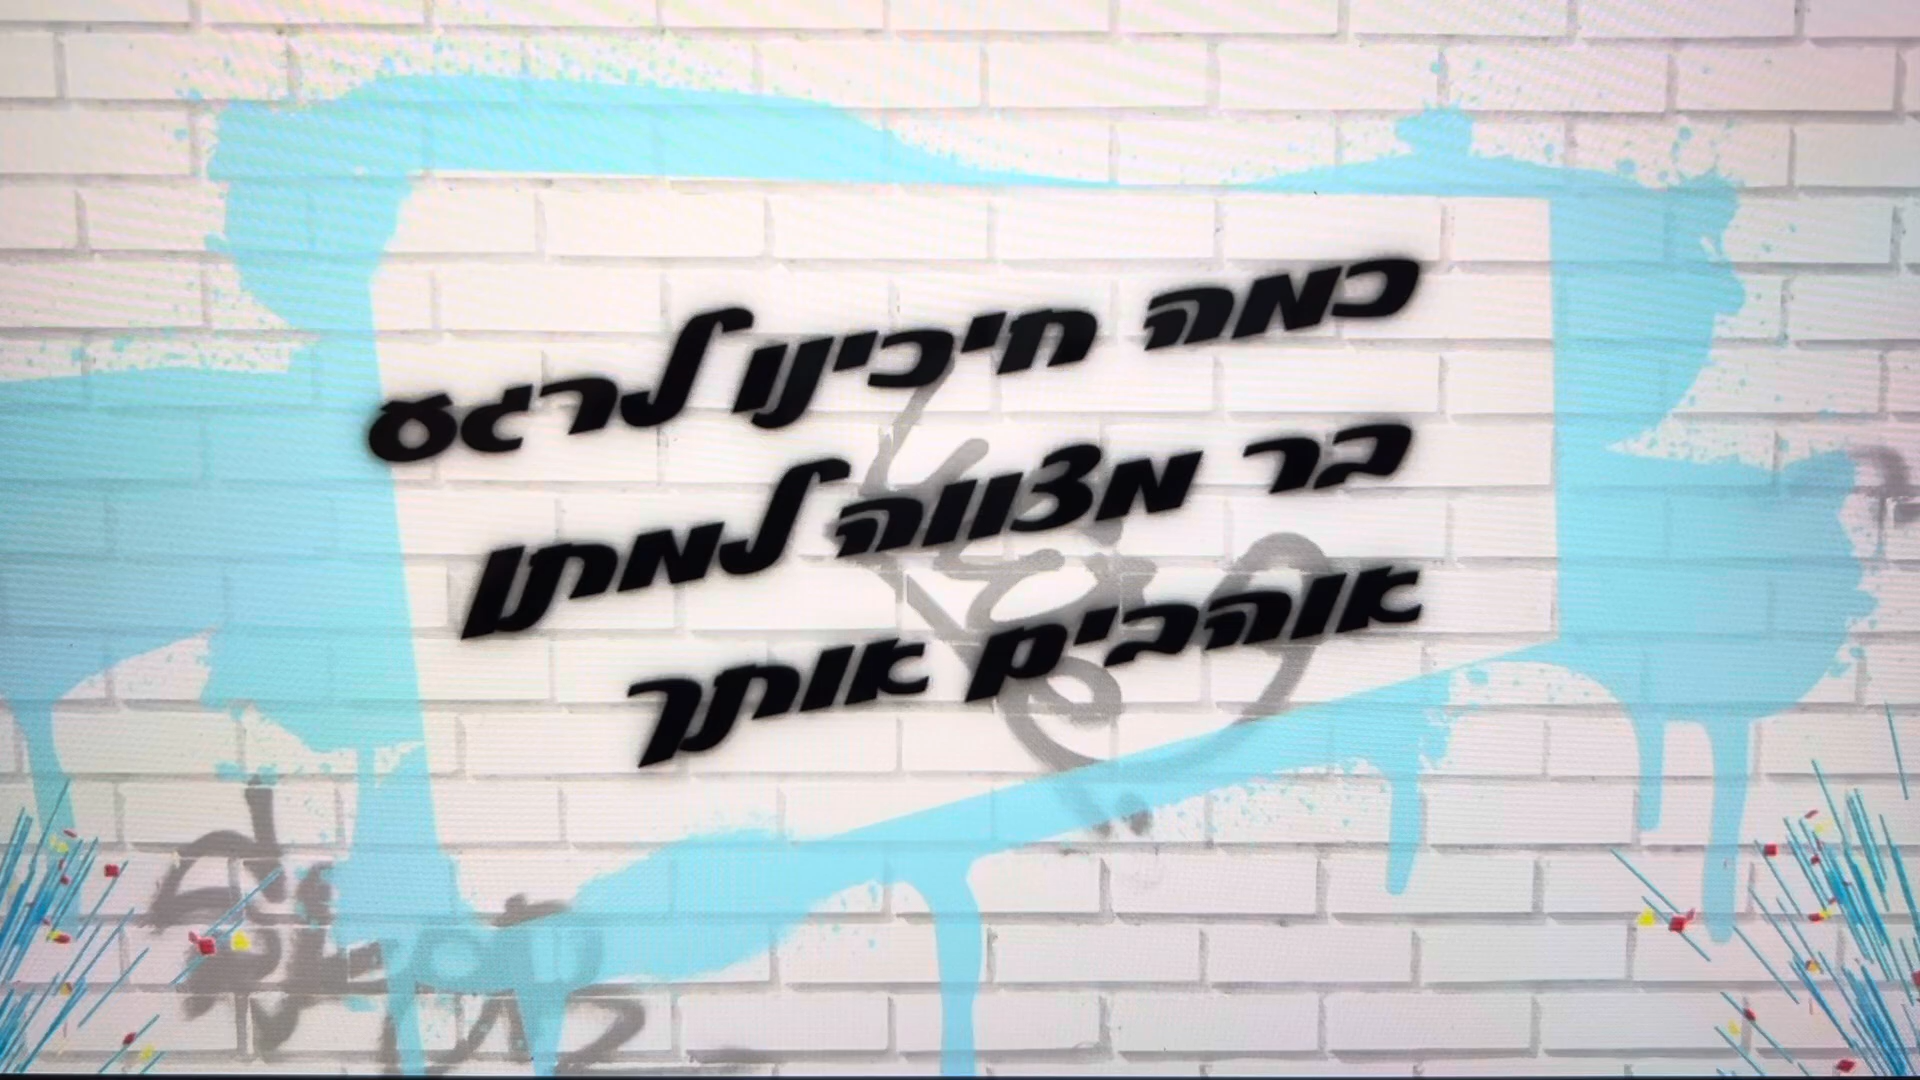 כמה חיכינו לרגע
בר מצווה למתן
אוהבים אותך